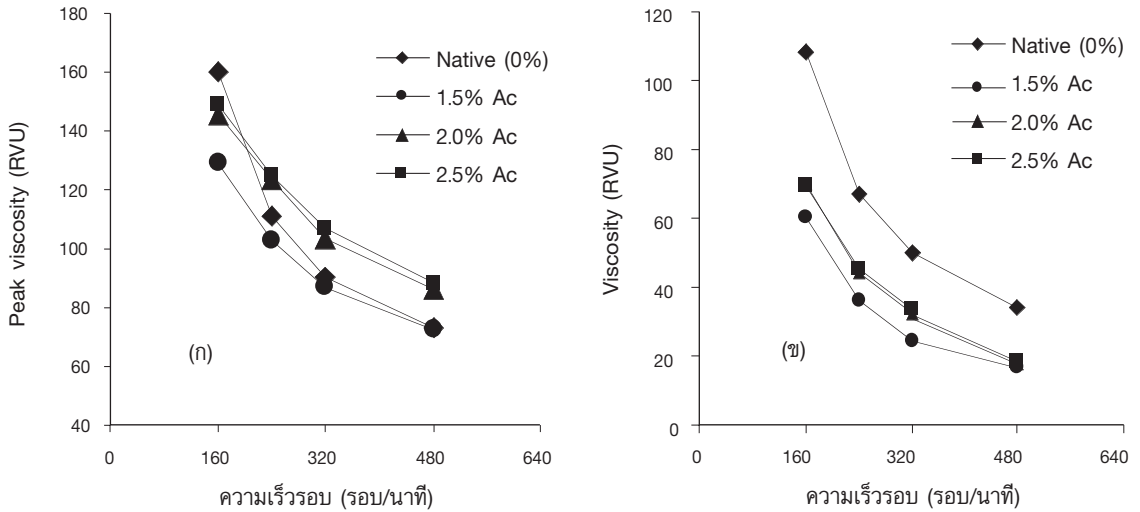 180
160
140
120
100
80
60
40
Peak viscosity (RVU)
Native (0%)
1.5% Ac
2.0% Ac
2.5% Ac
(ก)
0 160 320 480 640
ความเร็วรอบ (รอบ/นาที)
120
100
80
60
40
20
0
Viscosity (RVU)
Native (0%)
1.5% Ac
2.0% Ac
2.5% Ac
(ข)
0 160 320 480 640
ความเร็วรอบ (รอบ/นาที)